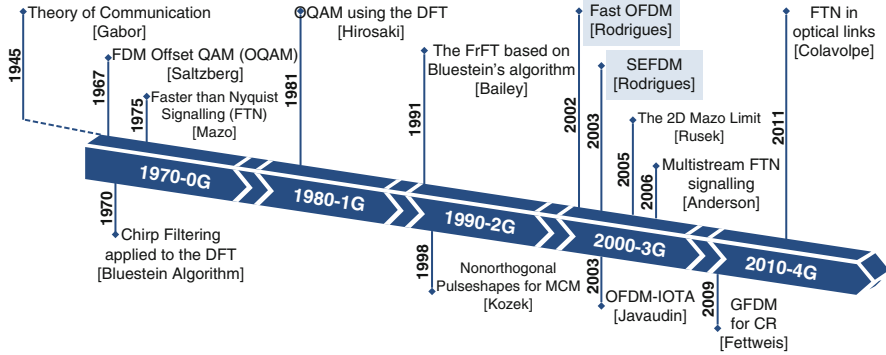 Theory of Communication
[Gabor]
1945
FDM Offset QAM (OQAM)
[Saltzberg]
1967
Faster than Nyquist
Signalling (FTN)
[Mazo]
1975
OQAM using the DFT
[Hirosaki]
1981
The FrFT based on
Bluestein's algorithm
[Bailey]
1991
Fast OFDM
[Rodrigues]
2002
SEFDM
[Rodrigues]
2003
The 2D Mazo Limit
[Rusek]
2005
Multistream FTN
signalling
[Anderson]
2006
FTN in
optical links
[Colavolpe]
2011
1970-0G
1980-1G
1990-2G
2000-3G
2010-4G
1970
Chirp Filtering
applied to the DFT
[Bluestein Algorithm]
1998
Nonorthogonal
Pulseshapes for MCM
[Kozek]
2003
OFDM-IOTA
[Javaudin]
2009
GFDM
for CR
[Fettweis]